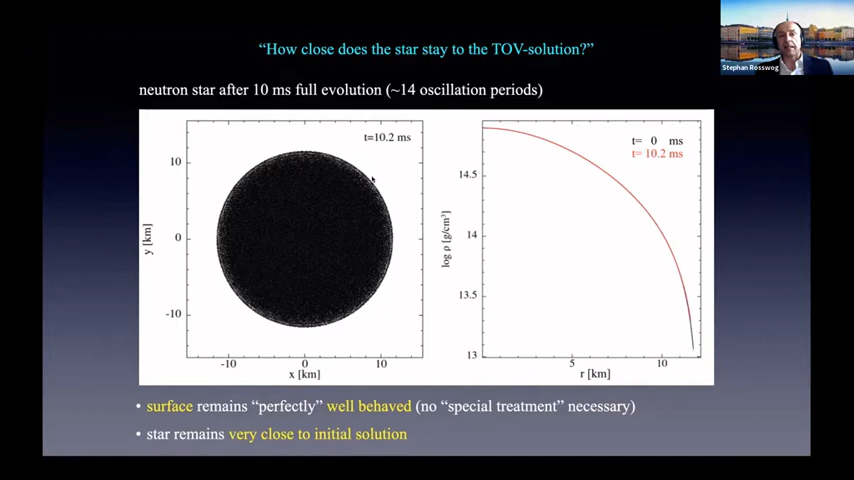 "How close does the star stay to the TOV-solution?"
Stephan Rosswog
neutron star after 10 ms full evolution (~14 oscillation periods)
t=10.2 ms
10
0
-10
y [km]
-10
0
10
x [km]
t= 0 ms
t= 10.2 ms
14.5
14
13.5
13
log ρ [g/cm³]
5
10
r [km]
• surface remains "perfectly" well behaved (no "special treatment" necessary)
• star remains very close to initial solution